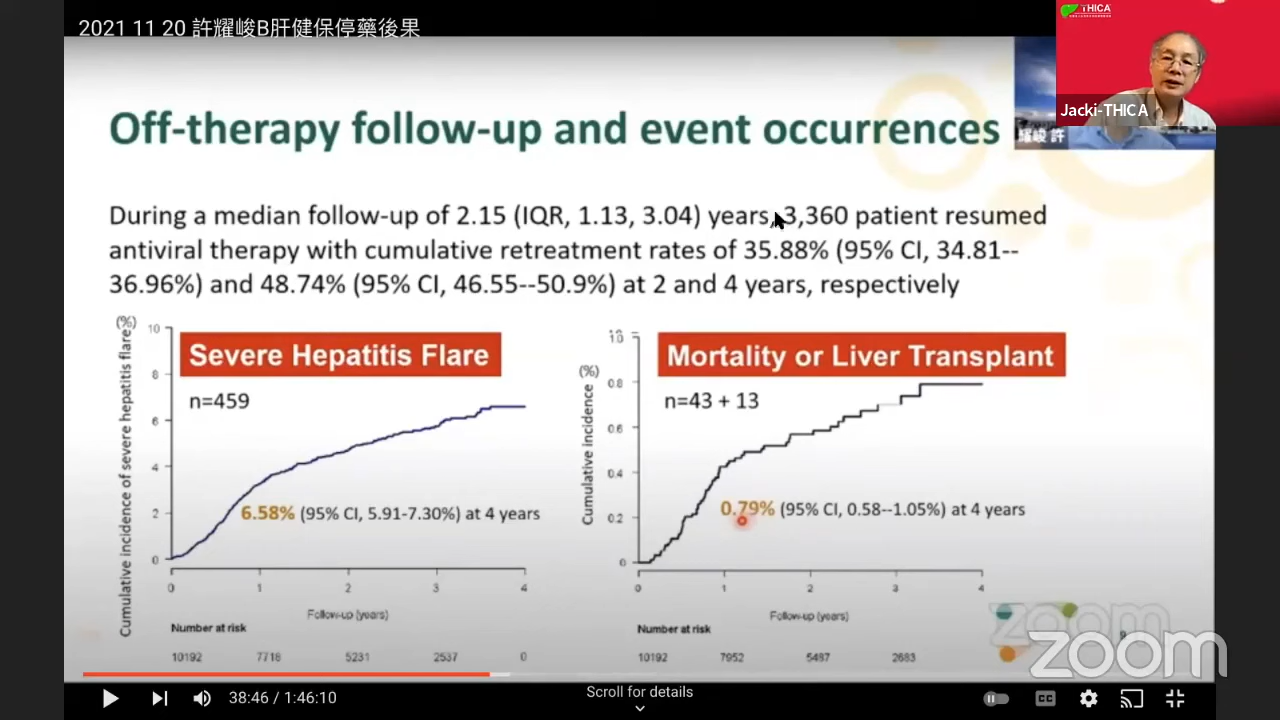 2021 11 20 許耀峻B肝健保停藥後果
THICA
Jacki-THICA
耀峻 許
Off-therapy follow-up and event occurrences
During a median follow-up of 2.15 (IQR, 1.13, 3.04) years, 3,360 patient resumed
antiviral therapy with cumulative retreatment rates of 35.88% (95% CI, 34.81--
36.96%) and 48.74% (95% CI, 46.55--50.9%) at 2 and 4 years, respectively
Cumulative incidence of severe hepatitis flare (%)
10
8
6
4
2
0
Severe Hepatitis Flare
n=459
6.58% (95% CI, 5.91-7.30%) at 4 years
0 1 2 3 4
Follow-up (years)
Number at risk
10192 7718 5231 2537 0
Cumulative incidence (%)
1.0
0.8
0.6
0.4
0.2
0
Mortality or Liver Transplant
n=43 + 13
0.79% (95% CI, 0.58--1.05%) at 4 years
0 1 2 3 4
Follow-up (years)
Number at risk
10192 7952 5487 2683
zoom
zoom
38:46 / 1:46:10
Scroll for details
CC